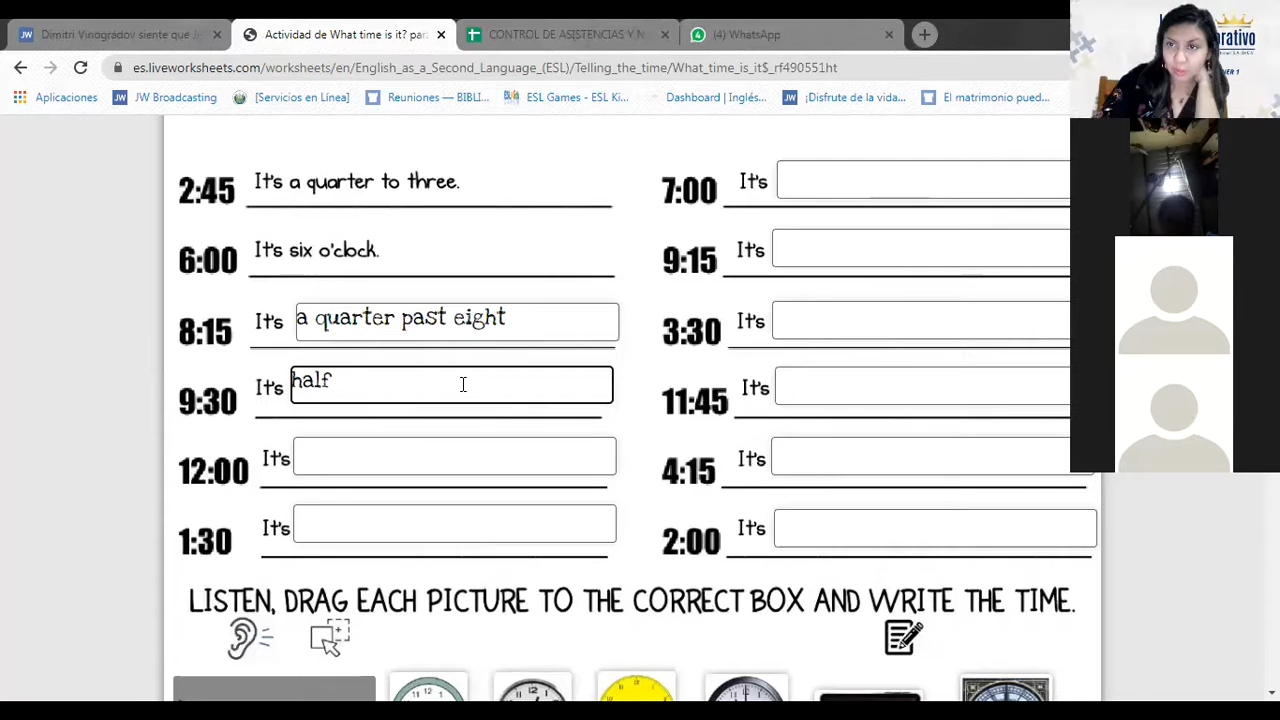 Dimitri Vinográdov siente que J
Actividad de What time is it? par
CONTROL DE ASISTENCIAS Y N
(4) WhatsApp
es.liveworksheets.com/worksheets/en/English_as_a_Second_Language_(ESL)/Telling_the_time/What_time_is_it$_rf490551ht
Aplicaciones
JW Broadcasting
[Servicios en Línea]
Reuniones — BIBLI...
ESL Games - ESL Ki...
Dashboard | Inglés...
¡Disfrute de la vida...
El matrimonio pued...
2:45 It's a quarter to three.
6:00 It's six o'clock.
8:15 It's a quarter past eight
9:30 It's half
12:00 It's
1:30 It's
7:00 It's
9:15 It's
3:30 It's
11:45 It's
4:15 It's
2:00 It's
LISTEN, DRAG EACH PICTURE TO THE CORRECT BOX AND WRITE THE TIME.